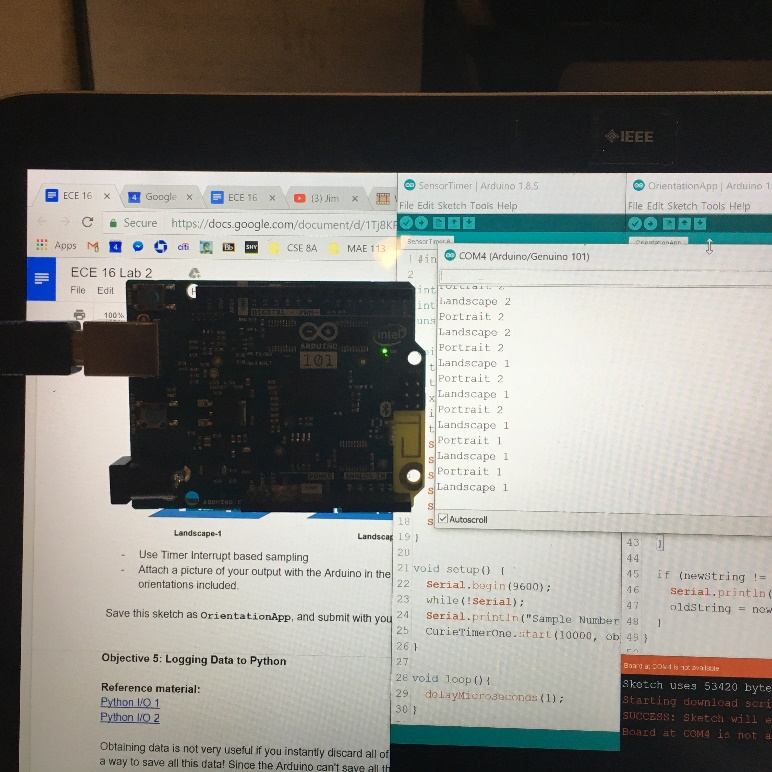 IEEE
ECE 16
Google
ECE 16
(3) Jim
Secure
https://docs.google.com/document/d/1Tj8KF
Apps
citi
Bb
SHY
CSE 8A
MAE 113
ECE 16 Lab 2
File Edit
100%
ARDUINO
101
intel
Landscape-1
Landscap
- Use Timer Interrupt based sampling
- Attach a picture of your output with the Arduino in the
orientations included.
Save this sketch as OrientationApp, and submit with you
Objective 5: Logging Data to Python
Reference material:
Python I/O 1
Python I/O 2
Obtaining data is not very useful if you instantly discard all of
a way to save all this data! Since the Arduino can't save all th
SensorTimer | Arduino 1.8.5
File Edit Sketch Tools Help
1 #in
2
int
int
uns
18
19 }
20
21 void setup() {
22 Serial.begin(9600);
23 while(!Serial);
24 Serial.println("Sample Number
25 CurieTimerOne.start(10000, ob
26 }
27
28 void loop(){
29 delayMicroseconds(1);
30 }
OrientationApp | Arduino 1.
File Edit Sketch Tools Help
OrientationApp
COM4 (Arduino/Genuino 101)
Portrait 2
Landscape 2
Portrait 2
Landscape 2
Portrait 2
Landscape 1
Portrait 2
Landscape 1
Portrait 2
Landscape 1
Portrait 1
Landscape 1
Portrait 1
Landscape 1
Autoscroll
43 }
44
45 if (newString !=
46 Serial.println(
47 oldString = new
48 }
49 }
Board at COM4 is not available
Sketch uses 53420 byte
Starting download scri
SUCCESS: Sketch will e
Board at COM4 is not a